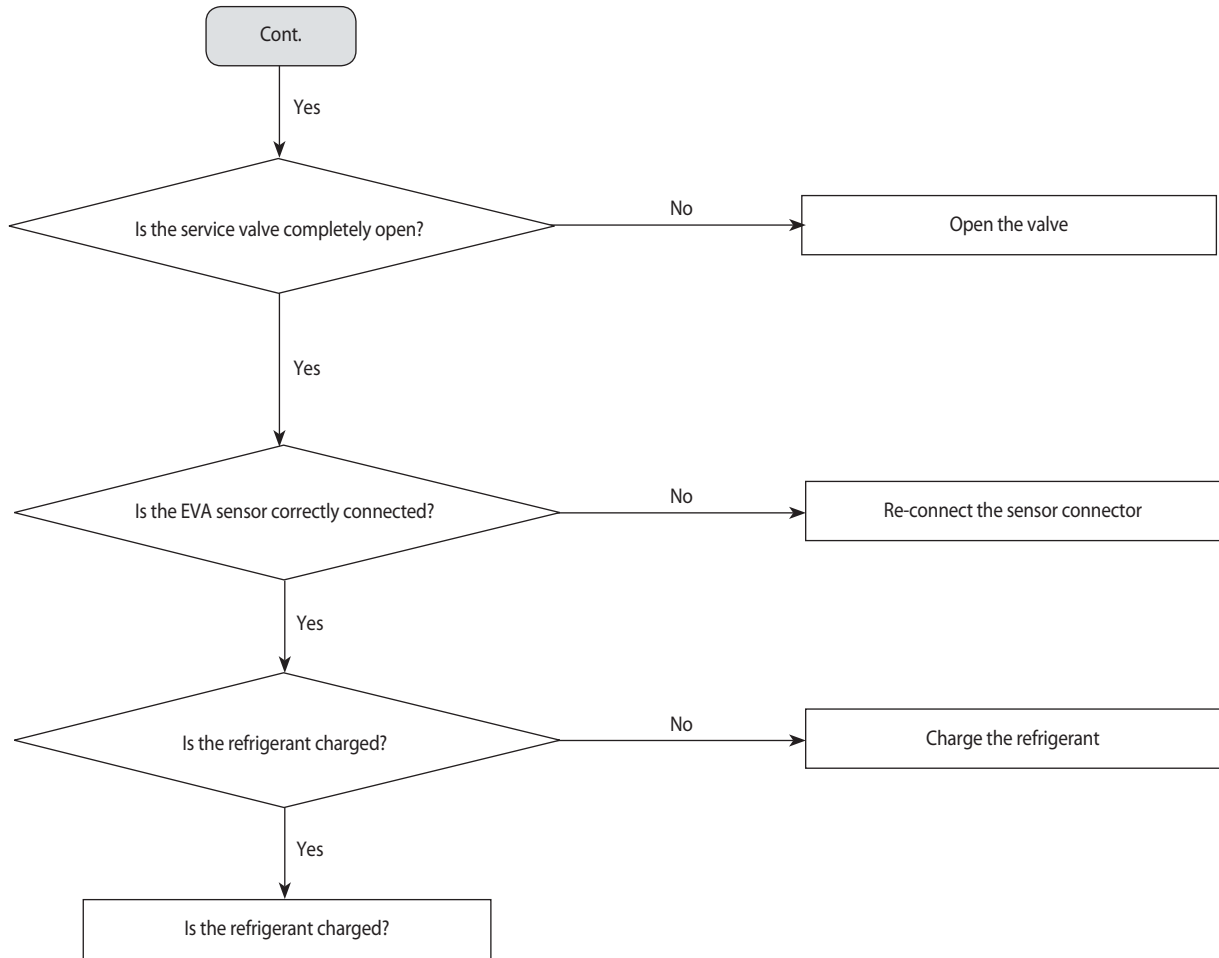 Cont.
Yes
Is the service valve completely open?
No
Open the valve
Yes
Is the EVA sensor correctly connected?
No
Re-connect the sensor connector
Yes
Is the refrigerant charged?
No
Charge the refrigerant
Yes
Is the refrigerant charged?